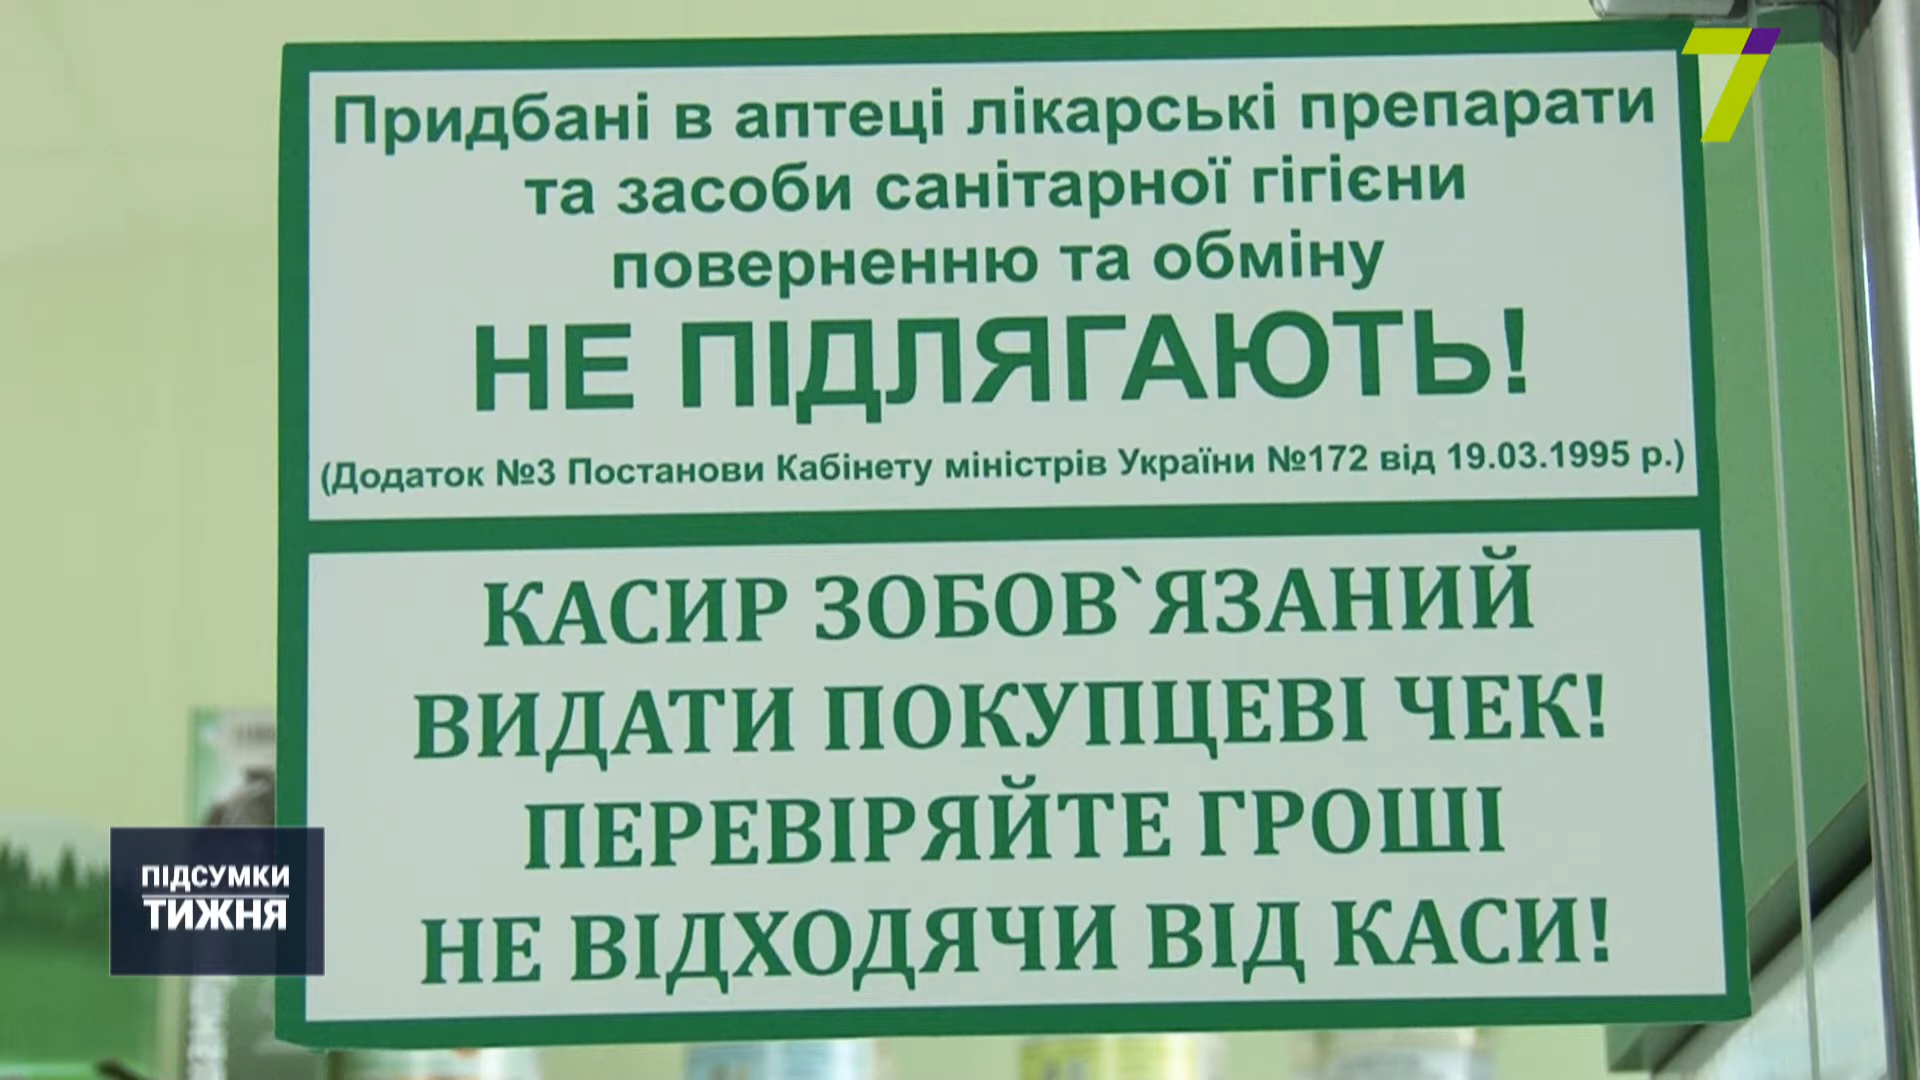 Придбані в аптеці лікарські препарати
та засоби санітарної гігієни
поверненню та обміну
НЕ ПІДЛЯГАЮТЬ!
(Додаток №3 Постанови Кабінету міністрів України №172 від 19.03.1995 р.)
КАСИР ЗОБОВ`ЯЗАНИЙ
ВИДАТИ ПОКУПЦЕВІ ЧЕК!
ПЕРЕВІРЯЙТЕ ГРОШІ
НЕ ВІДХОДЯЧИ ВІД КАСИ!
ПІДСУМКИ
ТИЖНЯ
7